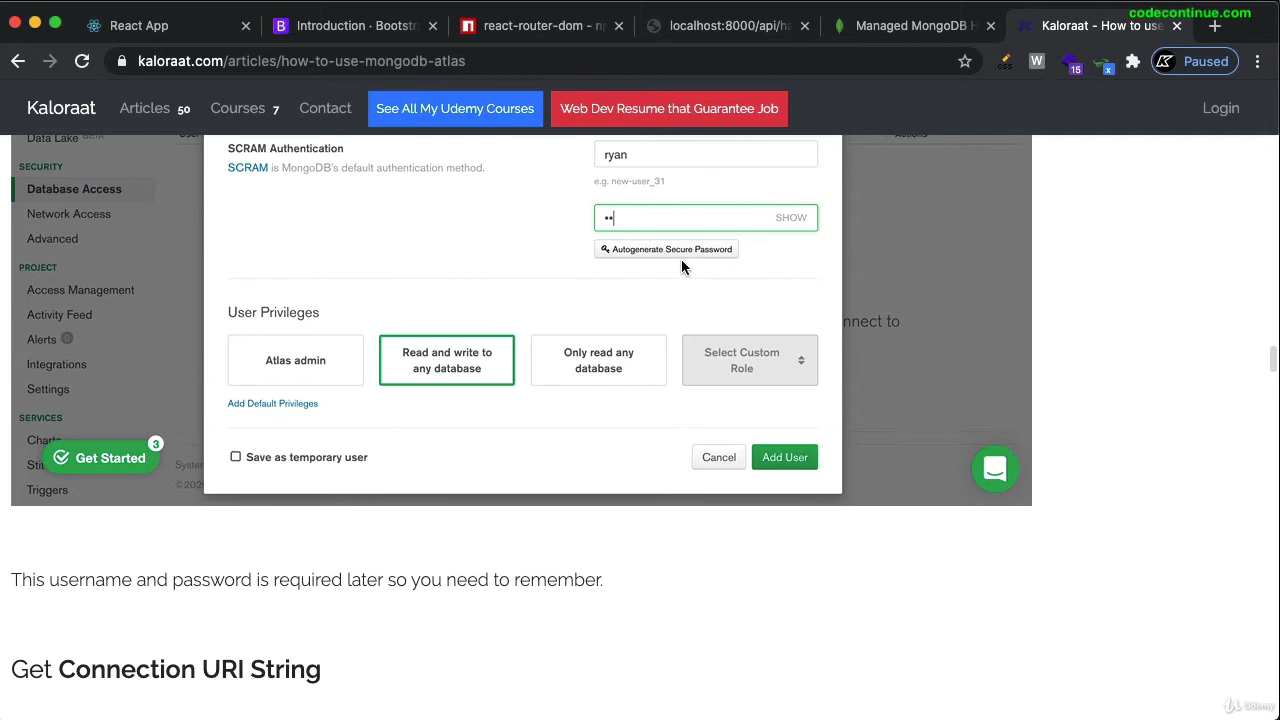 codecontinue.com
React App
Introduction · Bootstr
react-router-dom - n
localhost:8000/api/h
Managed MongoDB H
Kaloraat - How to use
kaloraat.com/articles/how-to-use-mongodb-atlas
15
x
W
Paused
Kaloraat
Articles 50
Courses 7
Contact
See All My Udemy Courses
Web Dev Resume that Guarantee Job
Login
Data Lake BETA
SECURITY
Database Access
Network Access
Advanced
PROJECT
Access Management
Activity Feed
Alerts 0
Integrations
Settings
SERVICES
Charts
Triggers
Get Started
3
SCRAM Authentication
SCRAM is MongoDB's default authentication method.
ryan
e.g. new-user_31
SHOW
Autogenerate Secure Password
User Privileges
Atlas admin
Read and write to
any database
Only read any
database
Select Custom
Role
Add Default Privileges
Save as temporary user
Cancel
Add User
nnect to
This username and password is required later so you need to remember.
Get Connection URI String
Udemy